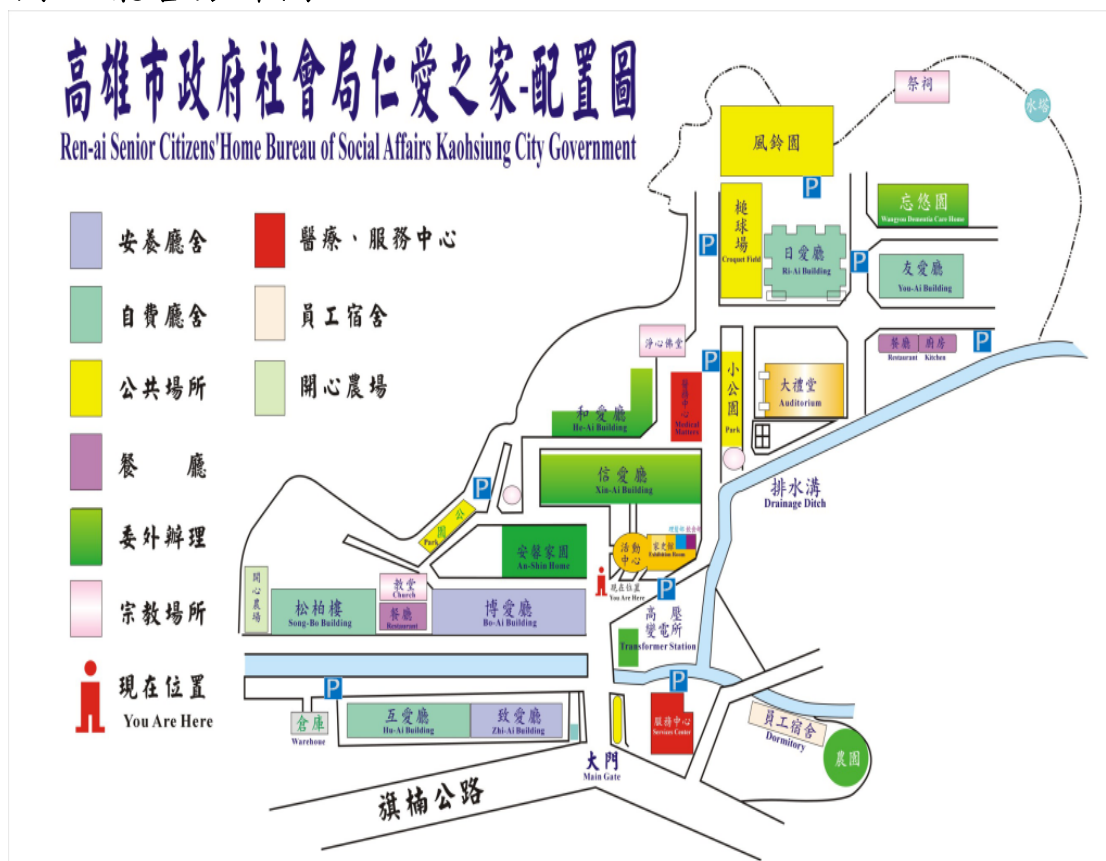 高雄市政府社會局仁愛之家-配置圖
Ren-ai Senior Citizens'Home Bureau of Social Affairs Kaohsiung City Government
安養廳舍
自費廳舍
公共場所
餐 廳
委外辦理
宗教場所
現在位置
You Are Here
醫療、服務中心
員工宿舍
開心農場
祭祠
水塔
風鈴園
P
槌球場
Croquet Field
P
日愛廳
Ri-Ai Building
P
忘悠園
Wangyou Dementia Care Home
友愛廳
You-Ai Building
淨心佛堂
P
小公園
Park
大禮堂
Auditorium
餐廳
Restaurant
廚房
Kitchen
P
和愛廳
He-Ai Building
醫務中心
Medical Matters
信愛廳
Xin-Ai Building
排水溝
Drainage Ditch
P
公園
Park
安馨家園
An-Shin Home
活動中心
理髮部
飲食部
家史館
Exhibition Room
現在位置
You Are Here
P
開心農場
松柏樓
Song-Bo Building
教堂
Church
餐廳
Restaurant
博愛廳
Bo-Ai Building
高壓
變電所
Transformer Station
P
倉庫
Warehoue
P
互愛廳
Hu-Ai Building
致愛廳
Zhi-Ai Building
服務中心
Services Center
員工宿舍
Dormitory
農園
大門
Main Gate
旗楠公路